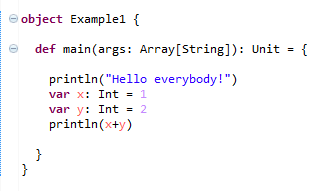 object Example1 {
def main(args: Array[String]): Unit = {
println("Hello everybody!")
var x: Int = 1
var y: Int = 2
println(x+y)
}
}